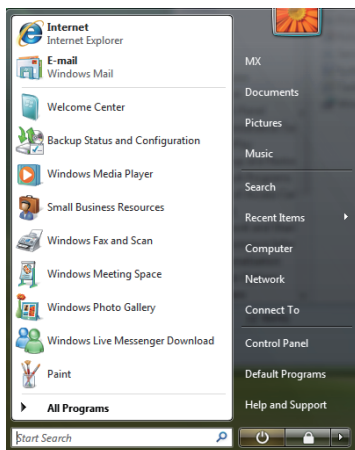 Internet
Internet Explorer
E-mail
Windows Mail
Welcome Center
Backup Status and Configuration
Windows Media Player
Small Business Resources
Windows Fax and Scan
Windows Meeting Space
Windows Photo Gallery
Windows Live Messenger Download
Paint
All Programs
Start Search
MX
Documents
Pictures
Music
Search
Recent Items
Computer
Network
Connect To
Control Panel
Default Programs
Help and Support